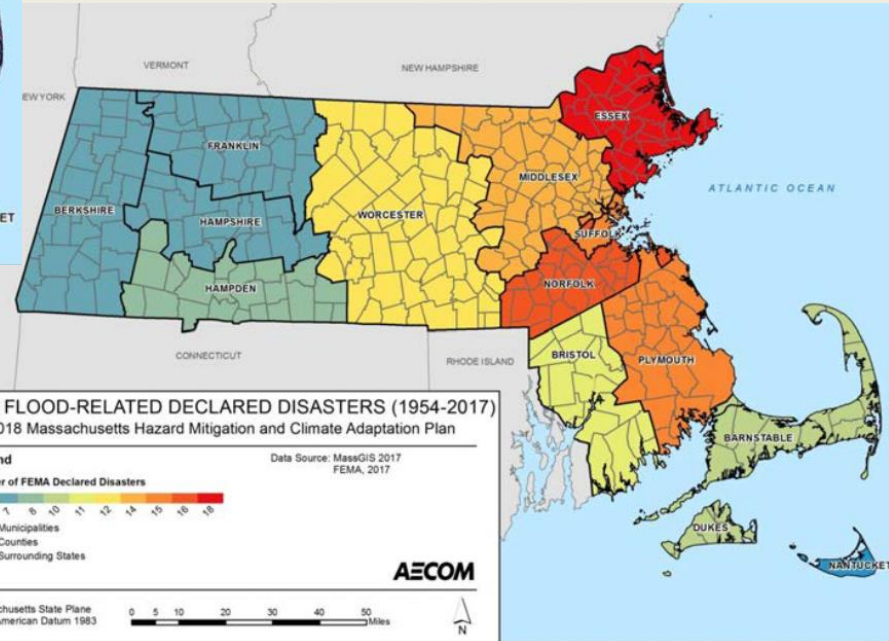 VERMONT
NEW HAMPSHIRE
EW YORK
ESSEX
FRANKLIN
MIDDLESEX
ATLANTIC OCEAN
BERKSHIRE
ET
HAMPSHIRE
WORCESTER
SUFFOLK
HAMPDEN
NORFOLK
CONNECTICUT
RHODE ISLAND
BRISTOL
PLYMOUTH
BARNSTABLE
DUKES
NANTUCKET
FLOOD-RELATED DECLARED DISASTERS (1954-2017)
018 Massachusetts Hazard Mitigation and Climate Adaptation Plan
nd
Data Source: MassGIS 2017
FEMA, 2017
er of FEMA Declared Disasters
7 8 10 11 12 14 15 16 18
Municipalities
Counties
Surrounding States
AECOM
chusetts State Plane
American Datum 1983
0 5 10 20 30 40 50
Miles
N